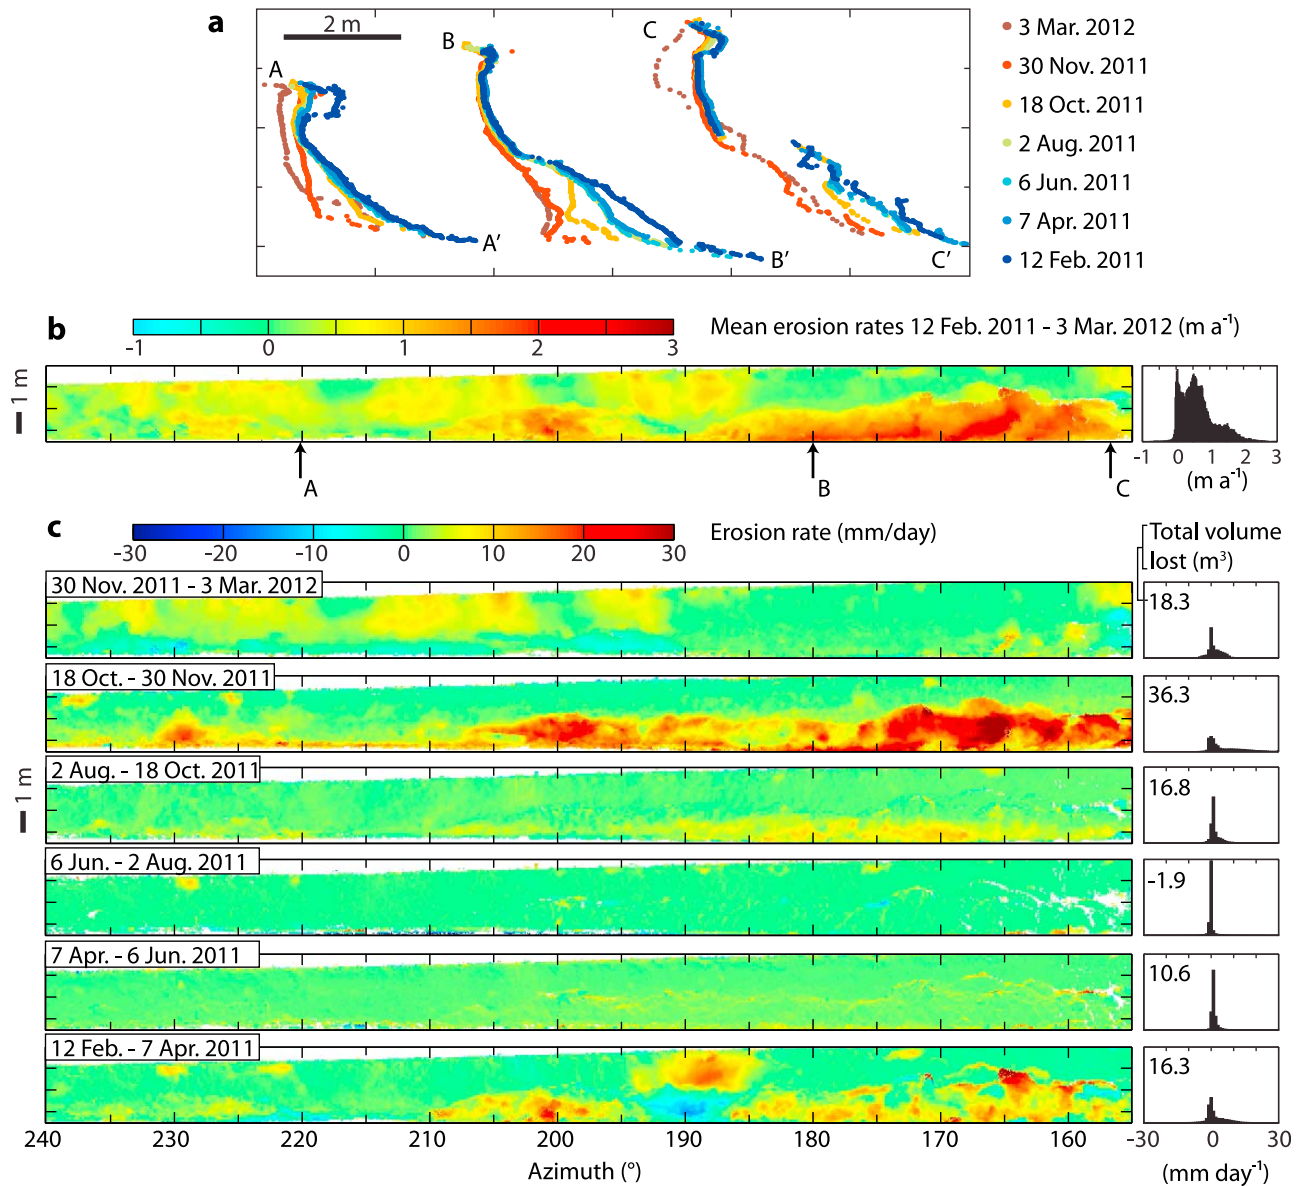 a
2 m
A
A′
B
B′
C
C′
3 Mar. 2012
30 Nov. 2011
18 Oct. 2011
2 Aug. 2011
6 Jun. 2011
7 Apr. 2011
12 Feb. 2011
b
-1 0 1 2 3
Mean erosion rates 12 Feb. 2011 - 3 Mar. 2012 (m a⁻¹)
1 m
A B C
-1 0 1 2 3
(m a⁻¹)
c
-30 -20 -10 0 10 20 30
Erosion rate (mm/day)
Total volume
lost (m³)
30 Nov. 2011 - 3 Mar. 2012
18.3
18 Oct. - 30 Nov. 2011
36.3
2 Aug. - 18 Oct. 2011
16.8
1 m
6 Jun. - 2 Aug. 2011
-1.9
7 Apr. - 6 Jun. 2011
10.6
12 Feb. - 7 Apr. 2011
16.3
240 230 220 210 200 190 180 170 160
-30 0 30
Azimuth (°)
(mm day⁻¹)